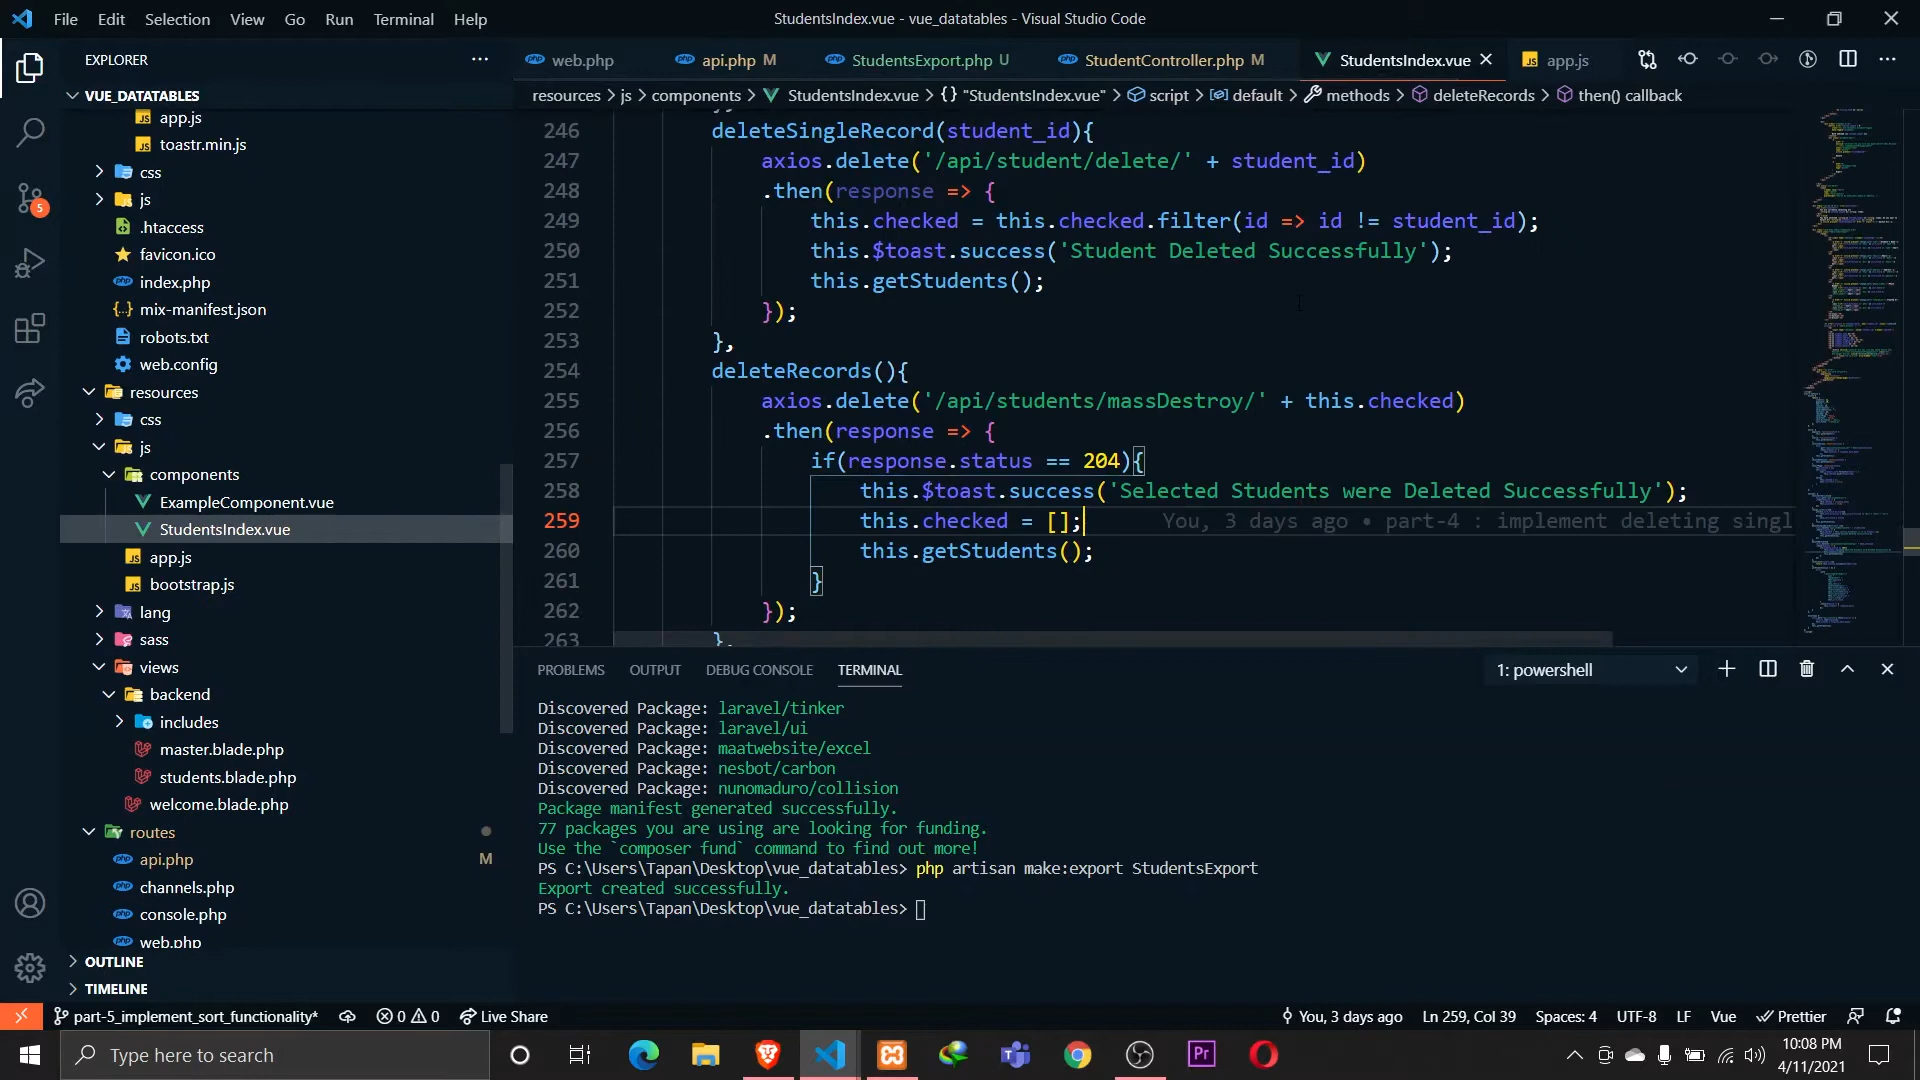 File Edit Selection View Go Run Terminal Help
StudentsIndex.vue - vue_datatables - Visual Studio Code
EXPLORER
VUE_DATATABLES
app.js
toastr.min.js
css
js
.htaccess
favicon.ico
index.php
mix-manifest.json
robots.txt
web.config
resources
css
js
components
ExampleComponent.vue
StudentsIndex.vue
app.js
bootstrap.js
lang
sass
views
backend
includes
master.blade.php
students.blade.php
welcome.blade.php
routes
api.php M
channels.php
console.php
web.php
OUTLINE
TIMELINE
5
web.php api.php M StudentsExport.php U StudentController.php M StudentsIndex.vue app.js
resources > js > components > StudentsIndex.vue > {} "StudentsIndex.vue" > script > default > methods > deleteRecords > then() callback
246 deleteSingleRecord(student_id){
247 axios.delete('/api/student/delete/' + student_id)
248 .then(response => {
249 this.checked = this.checked.filter(id => id != student_id);
250 this.$toast.success('Student Deleted Successfully');
251 this.getStudents();
252 });
253 },
254 deleteRecords(){
255 axios.delete('/api/students/massDestroy/' + this.checked)
256 .then(response => {
257 if(response.status == 204){
258 this.$toast.success('Selected Students were Deleted Successfully');
259 this.checked = []; You, 3 days ago • part-4 : implement deleting singl
260 this.getStudents();
261 }
262 });
263 },
PROBLEMS OUTPUT DEBUG CONSOLE TERMINAL 1: powershell
Discovered Package: laravel/tinker
Discovered Package: laravel/ui
Discovered Package: maatwebsite/excel
Discovered Package: nesbot/carbon
Discovered Package: nunomaduro/collision
Package manifest generated successfully.
77 packages you are using are looking for funding.
Use the `composer fund` command to find out more!
PS C:\Users\Tapan\Desktop\vue_datatables> php artisan make:export StudentsExport
Export created successfully.
PS C:\Users\Tapan\Desktop\vue_datatables>
part-5_implement_sort_functionality* 0 0 Live Share You, 3 days ago Ln 259, Col 39 Spaces: 4 UTF-8 LF Vue Prettier
Type here to search
Pr
10:08 PM
4/11/2021